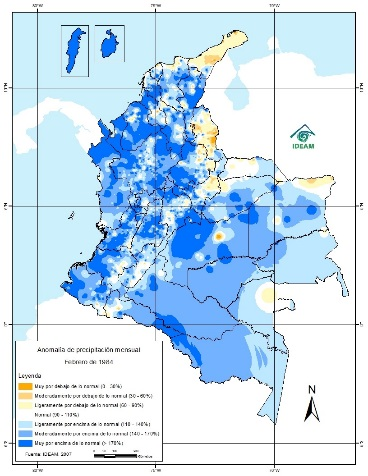 IDEAM
Anomalia de precipitación mensual
Febrero de 1984
Leyenda
Muy por debajo de lo normal (0 - 30%)
Moderadamente por debajo de lo normal (30 - 60%)
Ligeramente por debajo de lo normal (60 - 90%)
Normal (90 - 110%)
Ligeramente por encima de lo normal (110 - 140%)
Moderadamente por encima de lo normal (140 - 170%)
Muy por encima de lo normal (> 170%)
Fuente: IDEAM, 2007
N